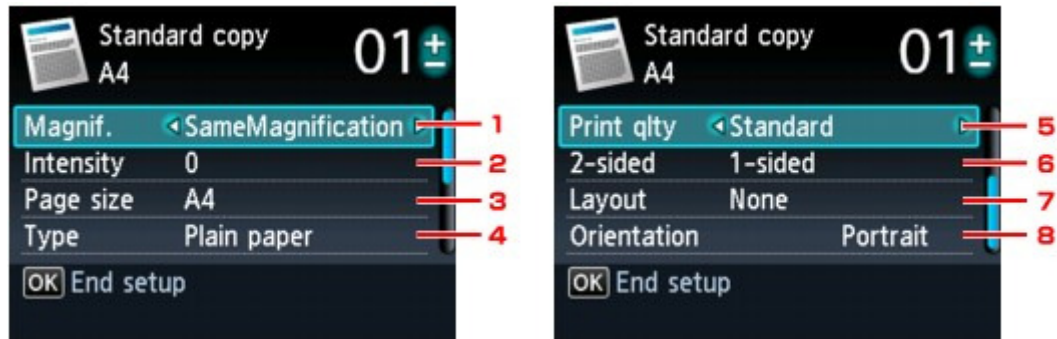 Standard copy
A4
01
Magnif. SameMagnification 1
Intensity 0 2
Page size A4 3
Type Plain paper 4
OK End setup
Standard copy
A4
01
Print qlty Standard 5
2-sided 1-sided 6
Layout None 7
Orientation Portrait 8
OK End setup